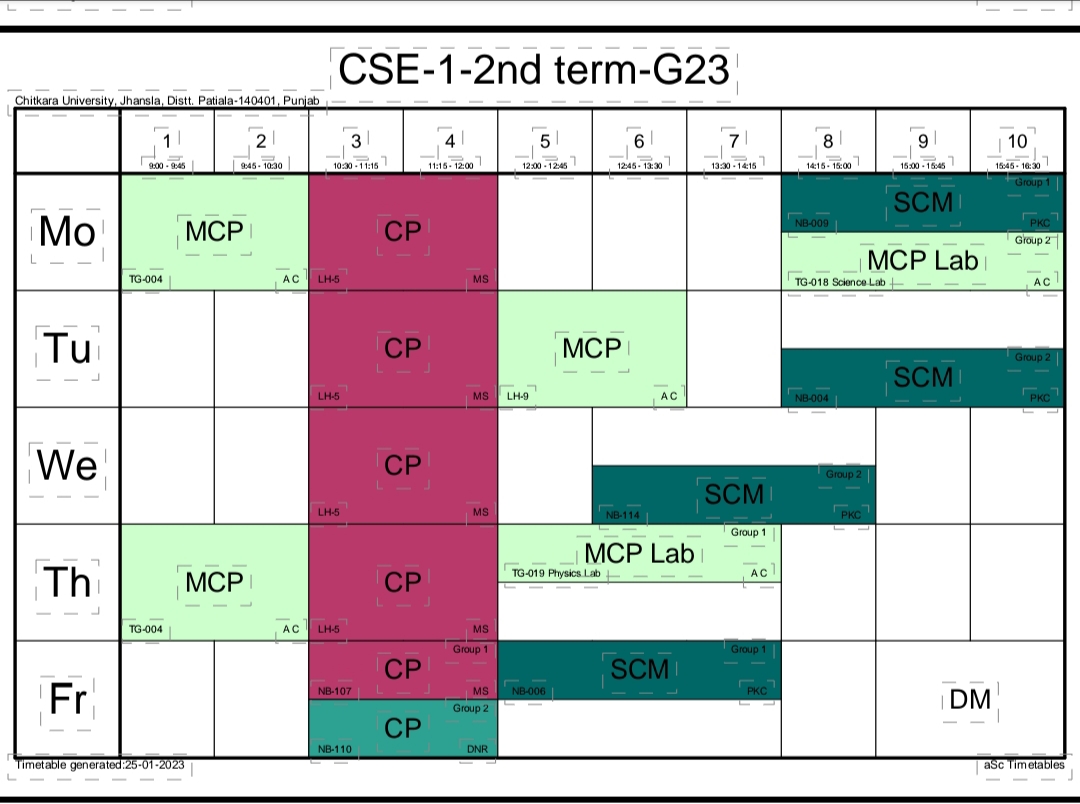 CSE-1-2nd term-G23
Chitkara University, Jhansla, Distt. Patiala-140401, Punjab
1 2 3 4 5 6 7 8 9 10
9:00 - 9:45 9:45 - 10:30 10:30 - 11:15 11:15 - 12:00 12:00 - 12:45 12:45 - 13:30 13:30 - 14:15 14:15 - 15:00 15:00 - 15:45 15:45 - 16:30
Mo
MCP
TG-004 A C
CP
LH-5 MS
Group 1
SCM
NB-009 PKC
Group 2
MCP Lab
TG-018 Science Lab A C
Tu
CP
LH-5 MS
MCP
LH-9 A C
Group 2
SCM
NB-004 PKC
We
CP
LH-5 MS
Group 2
SCM
NB-114 PKC
Th
MCP
TG-004 A C
CP
LH-5 MS
Group 1
MCP Lab
TG-019 Physics Lab A C
Fr
Group 1
CP
NB-107 MS
Group 2
CP
NB-110 DNR
Group 1
SCM
NB-006 PKC
DM
Timetable generated:25-01-2023 aSc Timetables